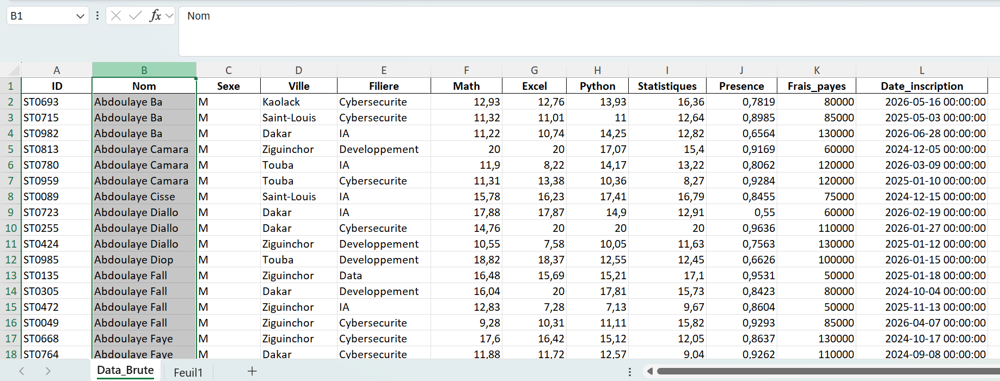 B1 fx Nom
A B C D E F G H I J K L
1 ID Nom Sexe Ville Filiere Math Excel Python Statistiques Presence Frais_payes Date_inscription
2 ST0693 Abdoulaye Ba M Kaolack Cybersecurite 12,93 12,76 13,93 16,36 0,7819 80000 2026-05-16 00:00:00
3 ST0715 Abdoulaye Ba M Saint-Louis Cybersecurite 11,32 11,01 11 12,64 0,8985 85000 2025-05-03 00:00:00
4 ST0982 Abdoulaye Ba M Dakar IA 11,22 10,74 14,25 12,82 0,6564 130000 2026-06-28 00:00:00
5 ST0813 Abdoulaye Camara M Ziguinchor Developpement 20 20 17,07 15,4 0,9169 60000 2024-12-05 00:00:00
6 ST0780 Abdoulaye Camara M Touba IA 11,9 8,22 14,17 13,22 0,8062 120000 2026-03-09 00:00:00
7 ST0959 Abdoulaye Camara M Touba Cybersecurite 11,31 13,38 10,36 8,27 0,9284 120000 2025-01-10 00:00:00
8 ST0089 Abdoulaye Cisse M Saint-Louis IA 15,78 16,23 17,41 16,79 0,8455 75000 2024-12-15 00:00:00
9 ST0723 Abdoulaye Diallo M Dakar IA 17,88 17,87 14,9 12,91 0,55 60000 2026-02-19 00:00:00
10 ST0255 Abdoulaye Diallo M Dakar Cybersecurite 14,76 20 20 20 0,9636 110000 2026-01-27 00:00:00
11 ST0424 Abdoulaye Diallo M Ziguinchor Developpement 10,55 7,58 10,05 11,63 0,7563 130000 2025-01-12 00:00:00
12 ST0985 Abdoulaye Diop M Touba Developpement 18,82 18,37 12,55 12,45 0,6626 100000 2026-01-15 00:00:00
13 ST0135 Abdoulaye Fall M Ziguinchor Data 16,48 15,69 15,21 17,1 0,9531 50000 2025-01-18 00:00:00
14 ST0305 Abdoulaye Fall M Dakar Developpement 16,04 20 17,81 15,73 0,8423 80000 2024-10-04 00:00:00
15 ST0472 Abdoulaye Fall M Ziguinchor IA 12,83 7,28 7,13 9,67 0,8604 50000 2025-11-13 00:00:00
16 ST0049 Abdoulaye Fall M Ziguinchor Cybersecurite 9,28 10,31 11,11 15,82 0,9293 85000 2026-04-07 00:00:00
17 ST0668 Abdoulaye Faye M Ziguinchor Cybersecurite 17,6 16,42 15,12 12,05 0,8637 130000 2024-10-17 00:00:00
18 ST0764 Abdoulaye Faye M Dakar Cybersecurite 11,88 11,72 12,57 9,04 0,9262 110000 2024-09-08 00:00:00
Data_Brute Feuil1